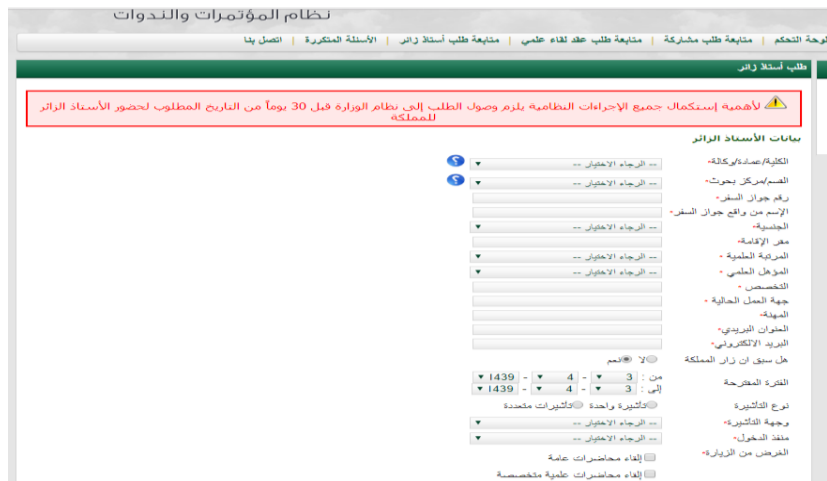 نظام المؤتمرات والندوات
لوحة التحكم | متابعة طلب مشاركة | متابعة طلب عقد لقاء علمي | متابعة طلب أستاذ زائر | الأسئلة المتكررة | اتصل بنا
طلب أستاذ زائر
لأهمية إستكمال جميع الإجراءات النظامية يلزم وصول الطلب إلى نظام الوزارة قبل 30 يوماً من التاريخ المطلوب لحضور الأستاذ الزائر
للمملكة
بيانات الأستاذ الزائر
الكلية/عمادة/وكالة* -- الرجاء الاختيار --
القسم/مركز بحوث* -- الرجاء الاختيار --
رقم جواز السفر*
الإسم من واقع جواز السفر*
الجنسية* -- الرجاء الاختيار --
مقر الإقامة*
المرتبة العلمية * -- الرجاء الاختيار --
المؤهل العلمي * -- الرجاء الاختيار --
التخصص *
جهة العمل الحالية *
المهنة*
العنوان البريدي*
البريد الالكتروني*
هل سبق ان زار المملكة لا نعم
الفترة المقترحة من : 3 - 4 - 1439
إلى : 3 - 4 - 1439
نوع التأشيرة تأشيرة واحدة تأشيرات متعددة
وجهة التأشيرة* -- الرجاء الاختيار --
منفذ الدخول* -- الرجاء الاختيار --
الغرض من الزيارة* إلقاء محاضرات عامة
إلقاء محاضرات علمية متخصصة